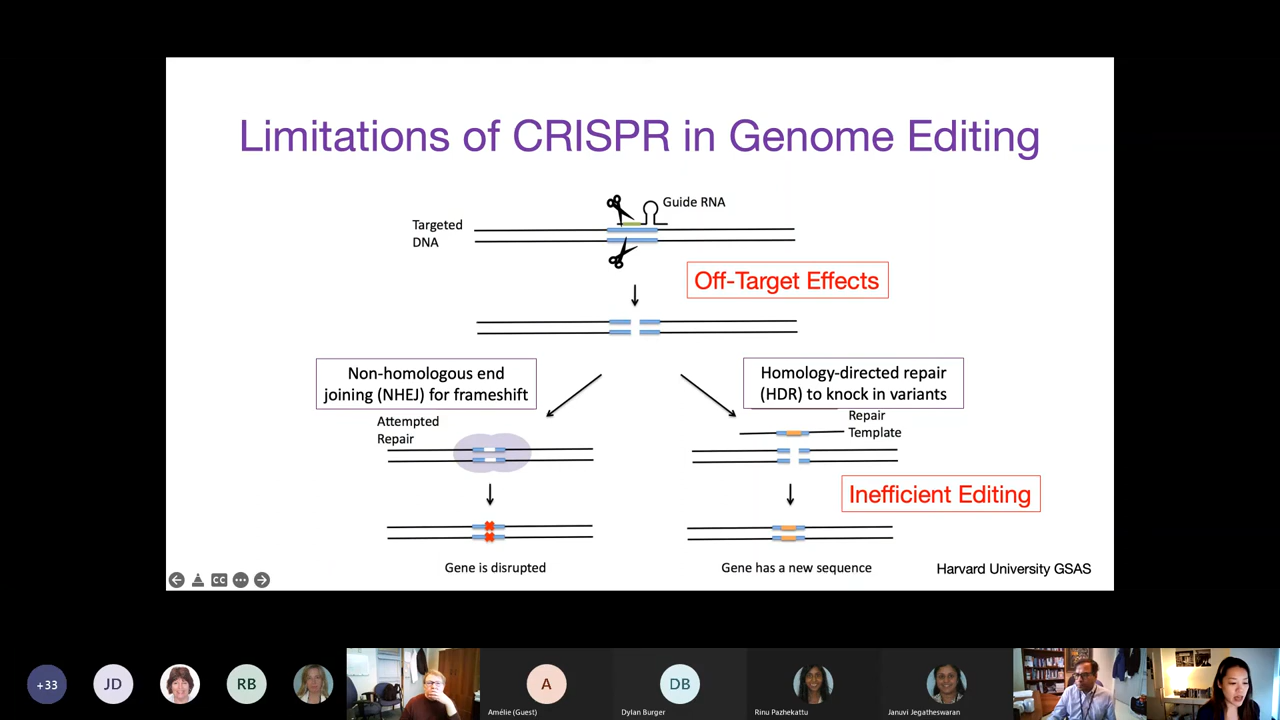 Limitations of CRISPR in Genome Editing
Guide RNA
Targeted
DNA
Off-Target Effects
Non-homologous end
joining (NHEJ) for frameshift
Homology-directed repair
(HDR) to knock in variants
Attempted
Repair
Repair
Template
Inefficient Editing
Gene is disrupted
Gene has a new sequence
Harvard University GSAS
CC
+33
JD
RB
A
Amélie (Guest)
DB
Dylan Burger
Rinu Pazhekattu
Januvi Jegatheswaran